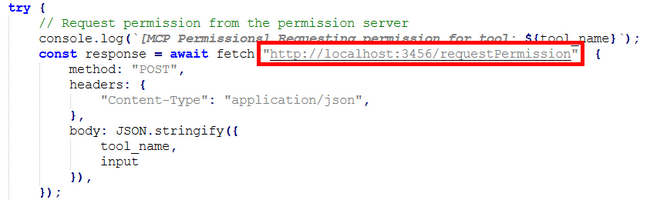 try {
// Request permission from the permission server
console.log(`[MCP Permissions] Requesting permission for tool: ${tool_name}`);
const response = await fetch "http://localhost:3456/requestPermission" {
method: "POST",
headers: {
"Content-Type": "application/json",
},
body: JSON.stringify({
tool_name,
input
}),
});